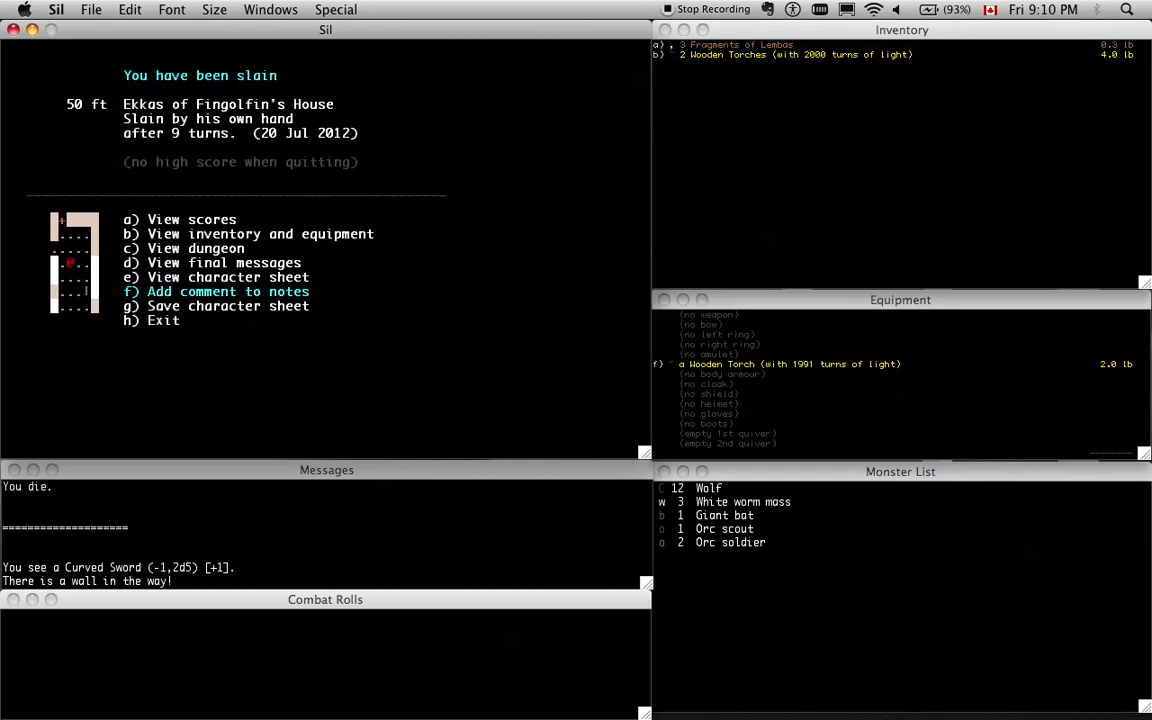 Sil File Edit Font Size Windows Special Stop Recording (93%) Fri 9:10 PM
Sil
You have been slain
50 ft Ekkas of Fingolfin's House
Slain by his own hand
after 9 turns. (20 Jul 2012)
(no high score when quitting)
a) View scores
b) View inventory and equipment
c) View dungeon
d) View final messages
e) View character sheet
f) Add comment to notes
g) Save character sheet
h) Exit
Messages
You die.
====================
You see a Curved Sword (-1,2d5) [+1].
There is a wall in the way!
Combat Rolls
Inventory
a) , 3 Fragments of Lembas 0.3 lb
b) ~ 2 Wooden Torches (with 2000 turns of light) 4.0 lb
Equipment
(no weapon)
(no bow)
(no left ring)
(no right ring)
(no amulet)
f) ~ a Wooden Torch (with 1991 turns of light) 2.0 lb
(no body armour)
(no cloak)
(no shield)
(no helmet)
(no gloves)
(no boots)
(empty 1st quiver)
(empty 2nd quiver)
Monster List
C 12 Wolf
w 3 White worm mass
b 1 Giant bat
o 1 Orc scout
o 2 Orc soldier